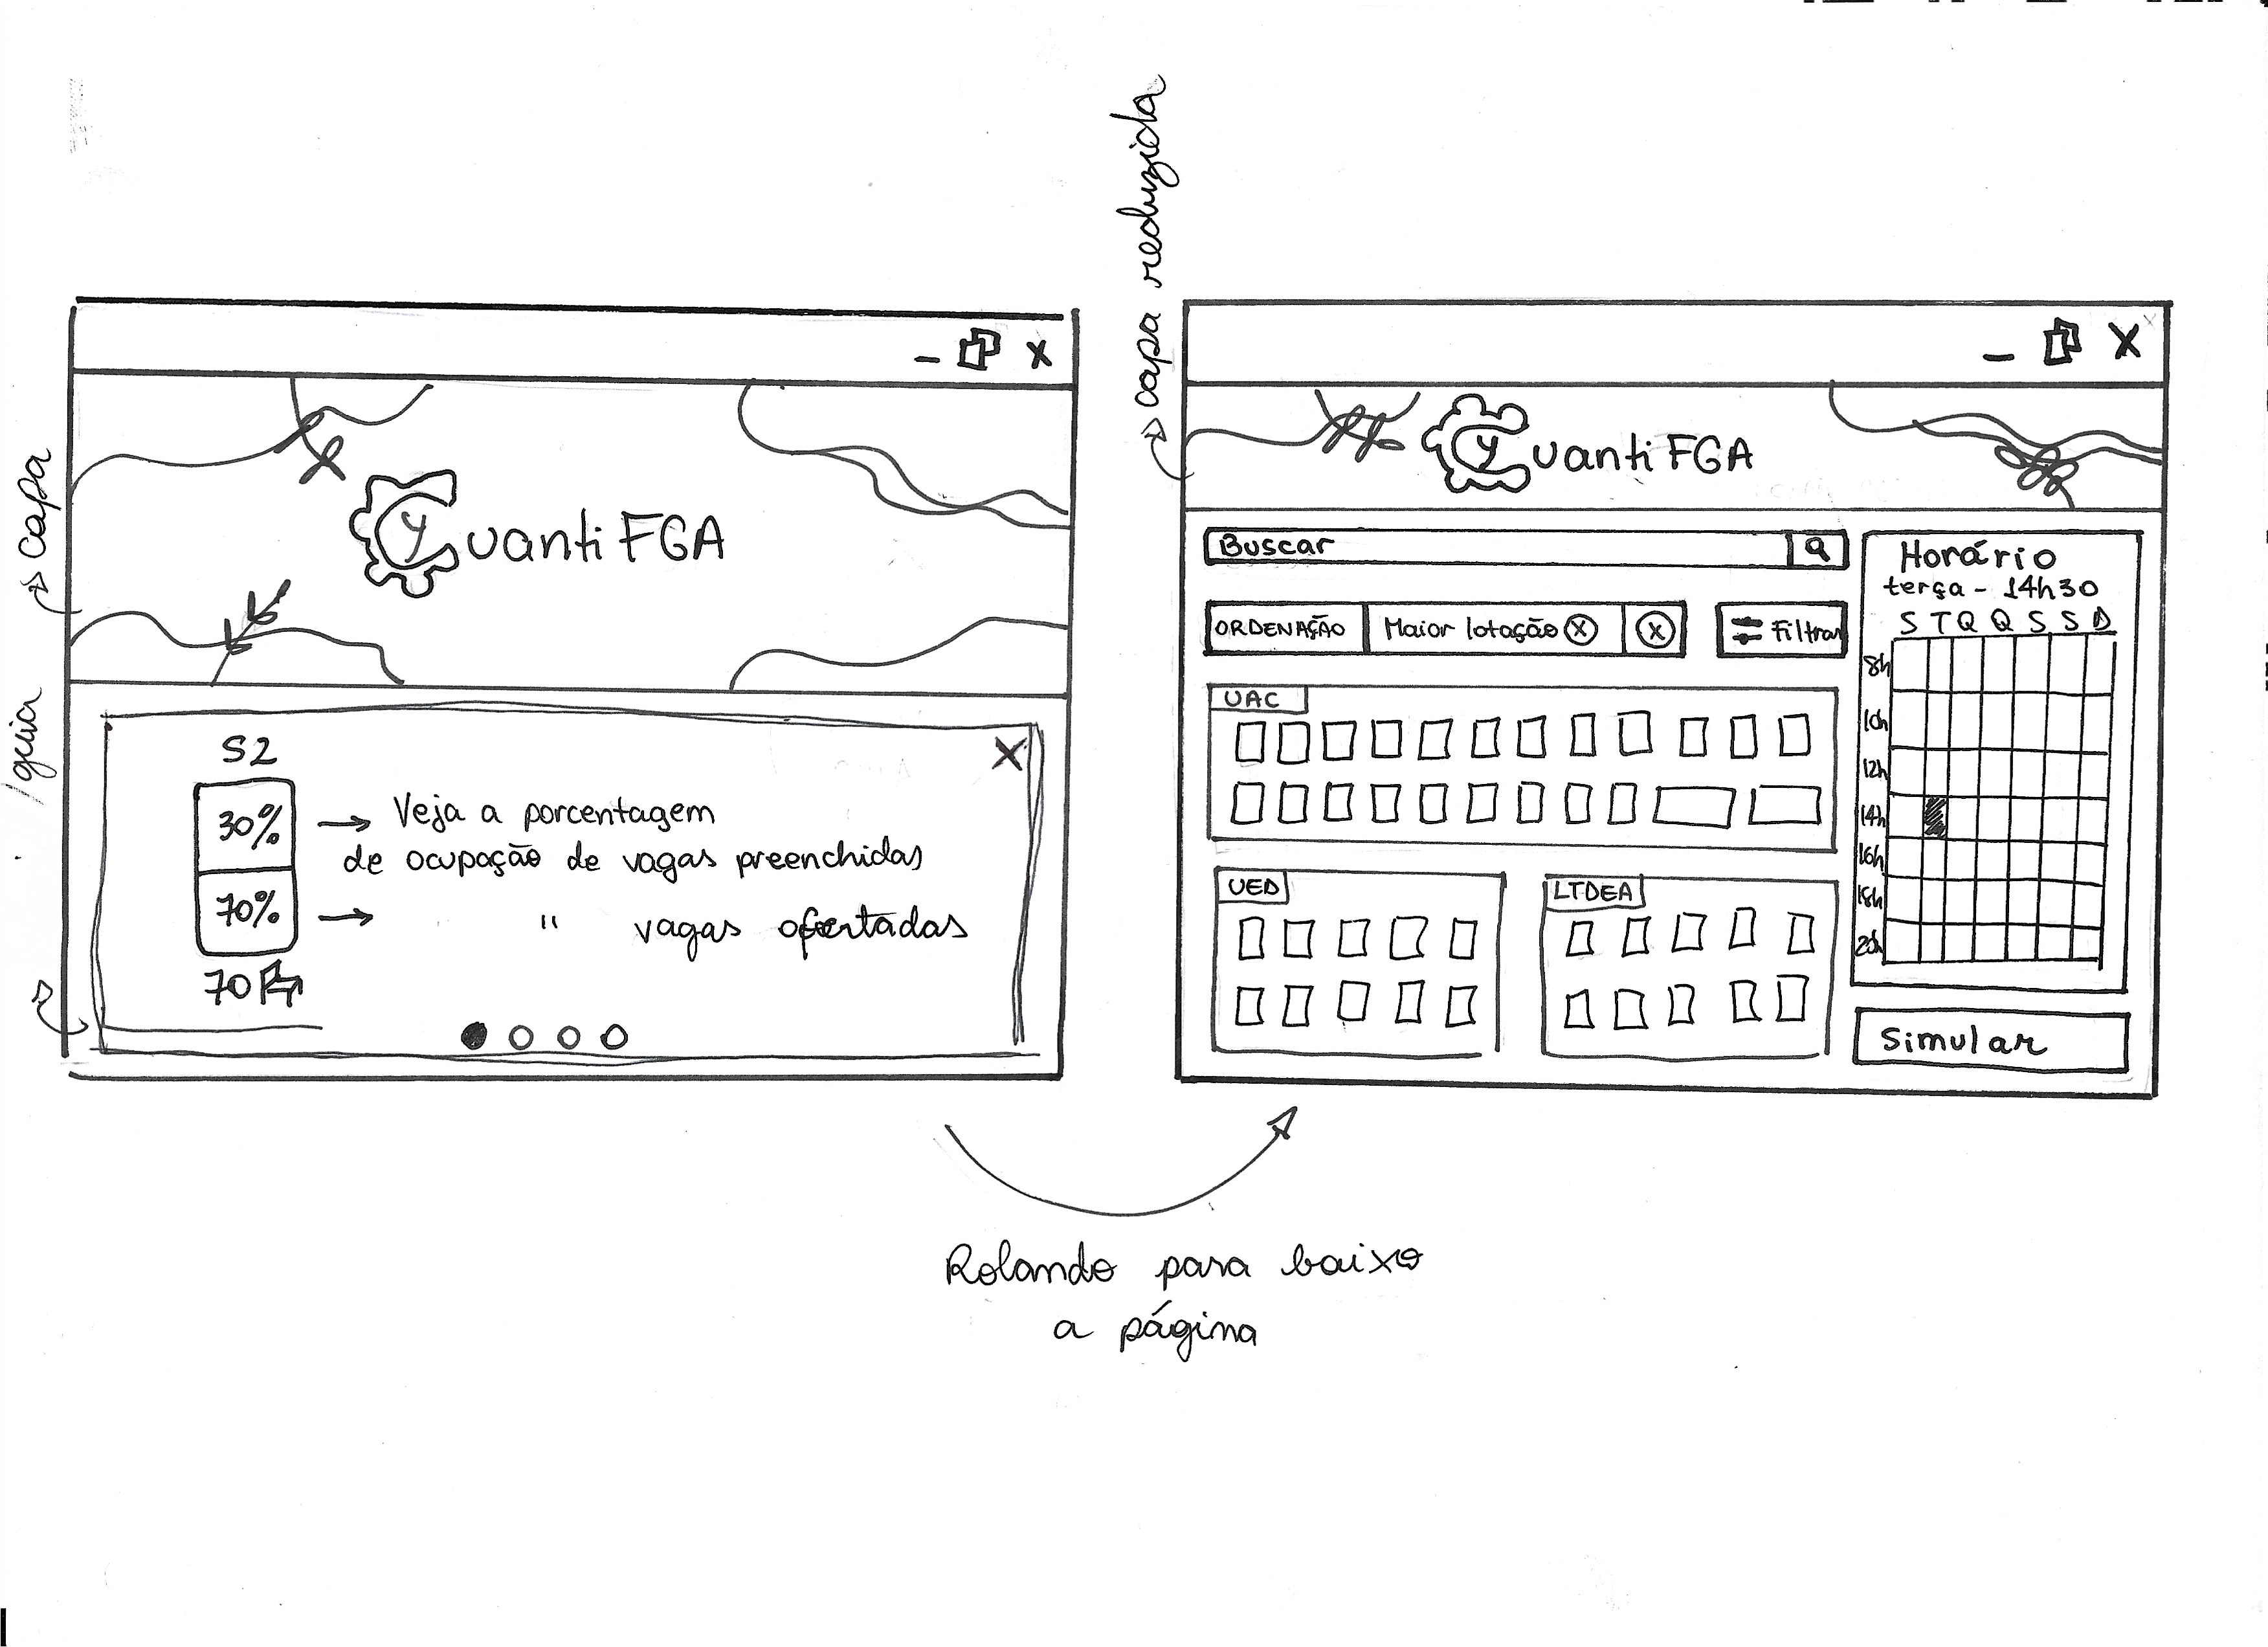 capa
guia
QuantiFGA
S2
X
30%
Veja a porcentagem
de ocupação de vagas preenchidas
70%
" vagas ofertadas
70
capa reduzida
QuantiFGA
Buscar
ORDENAÇÃO
Maior lotação
Filtrar
UAC
UED
LTDEA
Horário
terça - 14h30
S T Q Q S S D
8h
10h
12h
14h
16h
18h
20h
Simular
Rolando para baixo
a página